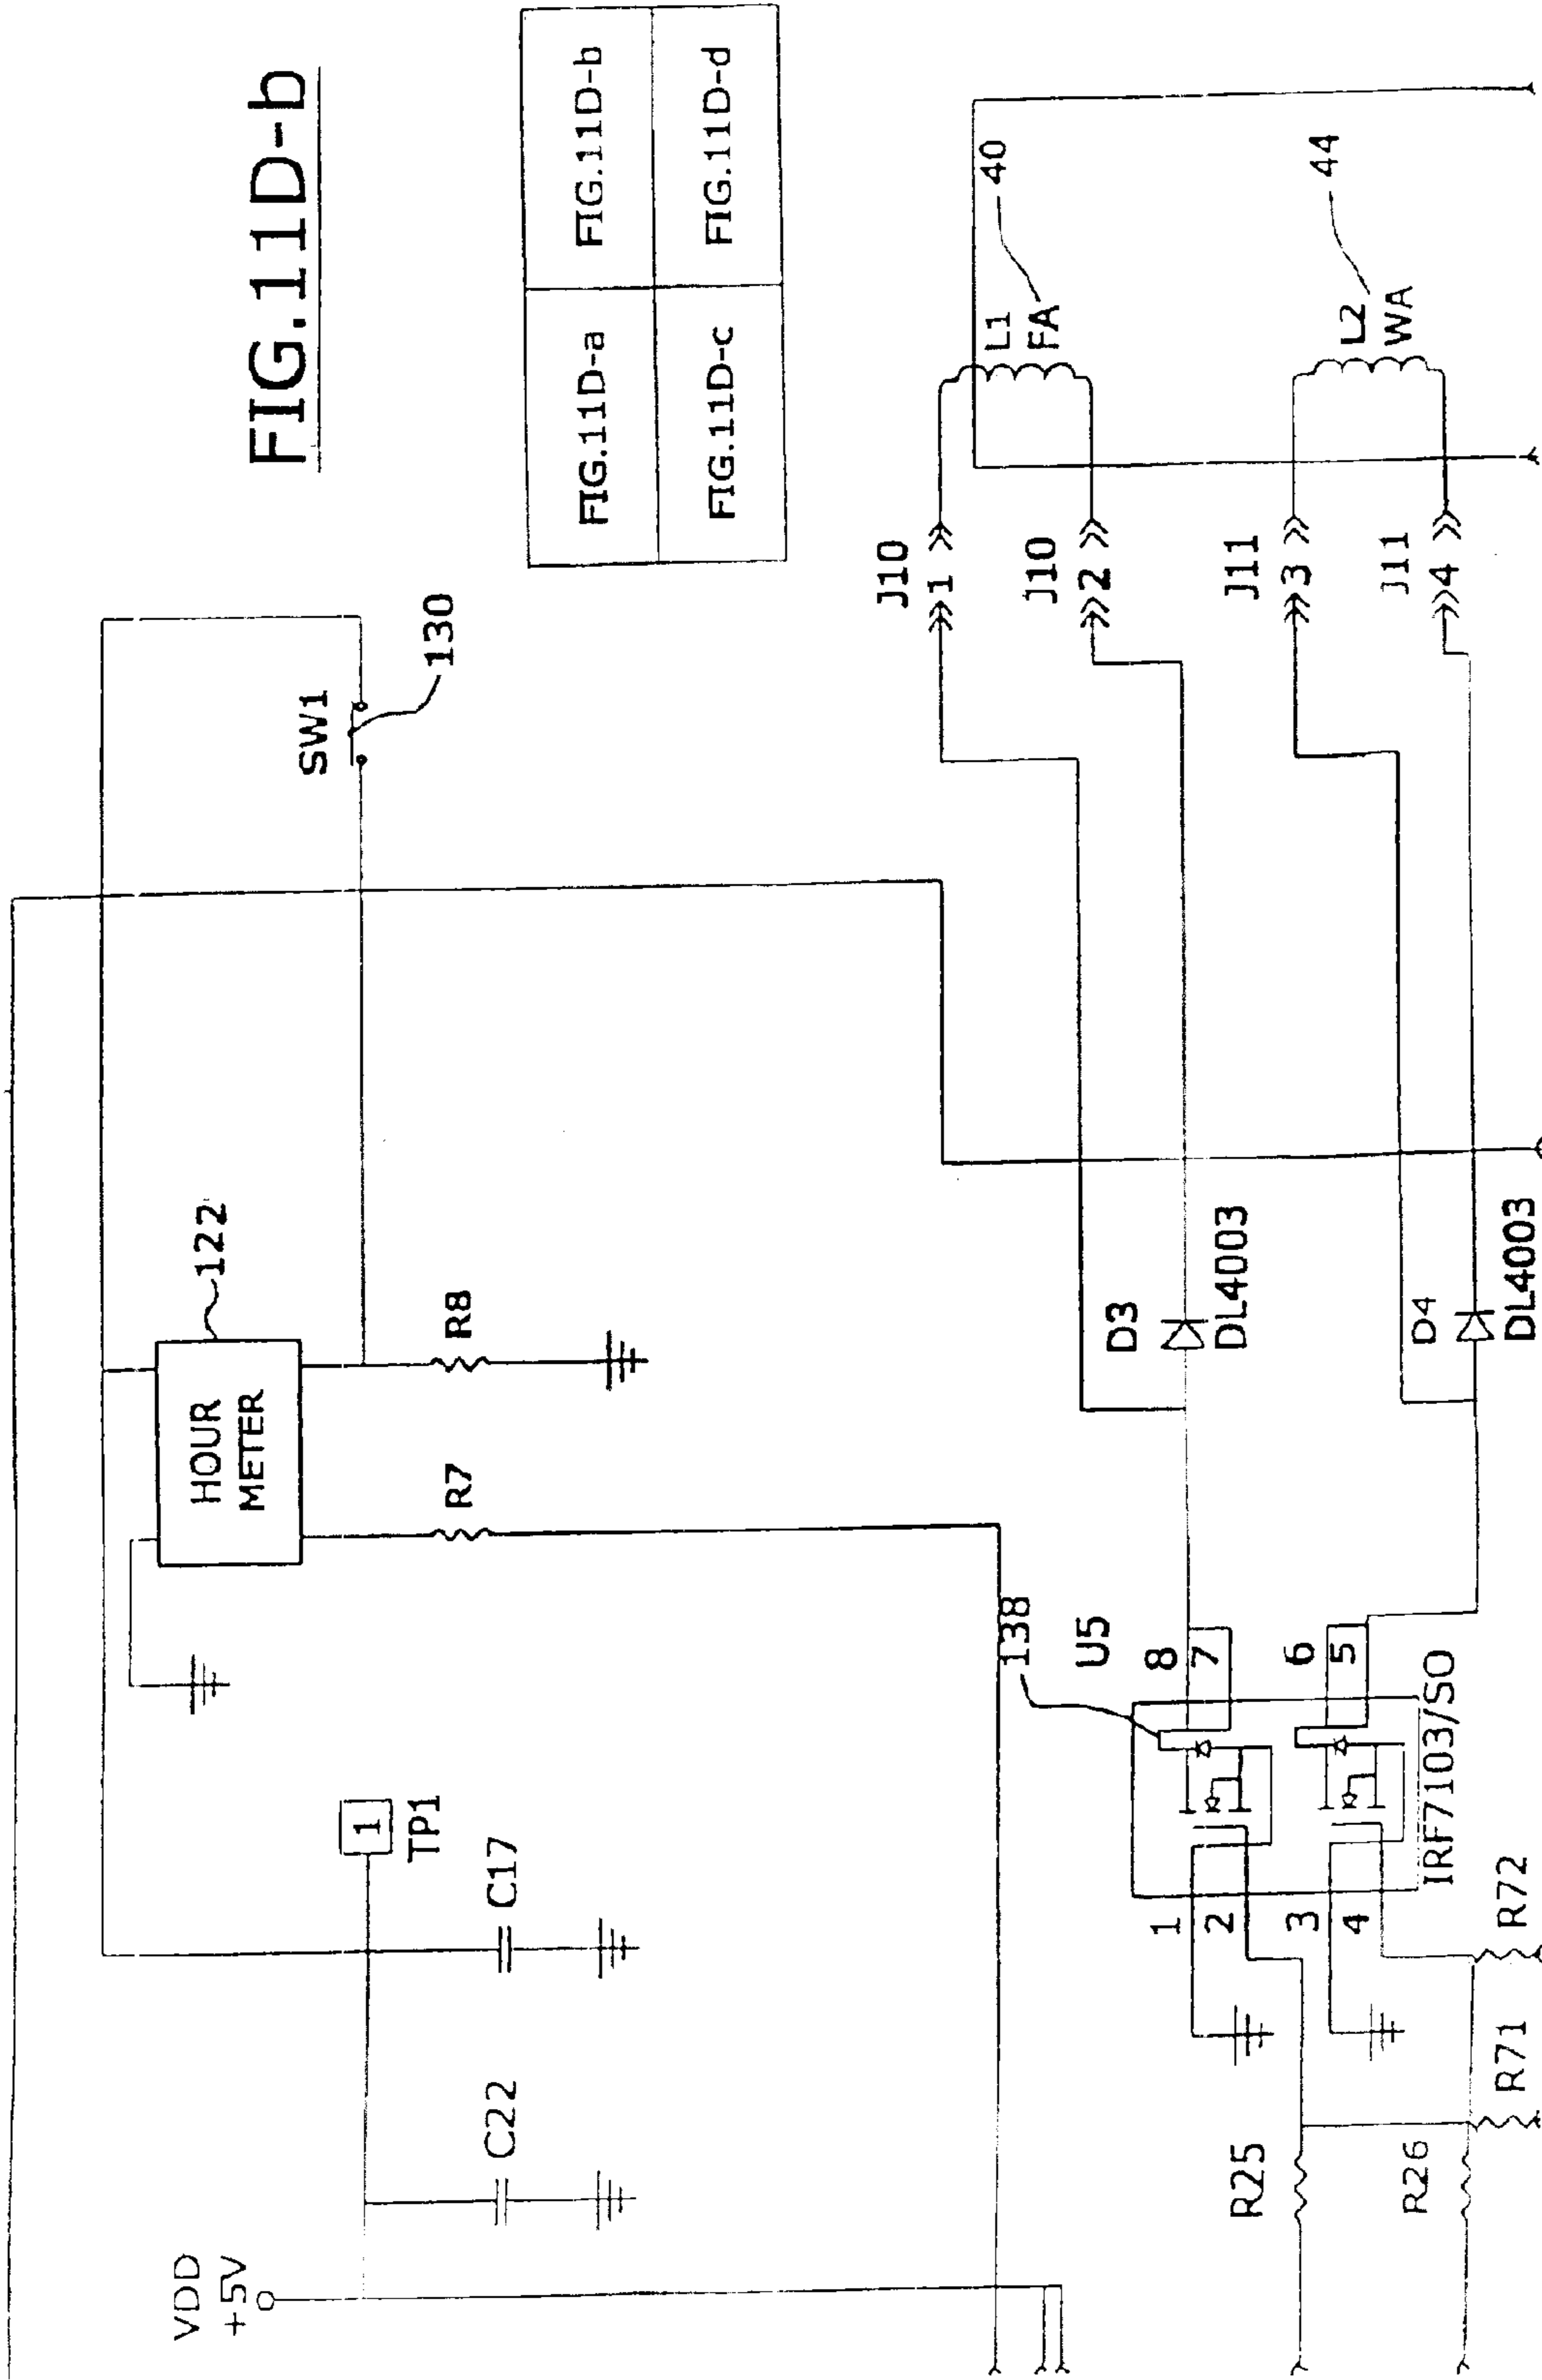 FIG.11D-b
FIG.11D-a
FIG.11D-b
FIG.11D-c
FIG.11D-d
VDD
+5V
HOUR
METER
122
SW1
130
1
TP1
C22
C17
R7
R8
138
U5
1
2
3
4
8
7
6
5
IRF7103/SO
R25
R26
R71
R72
D3
DL4003
D4
DL4003
J10
1
J10
2
J11
3
J11
4
L1
FA
40
L2
WA
44